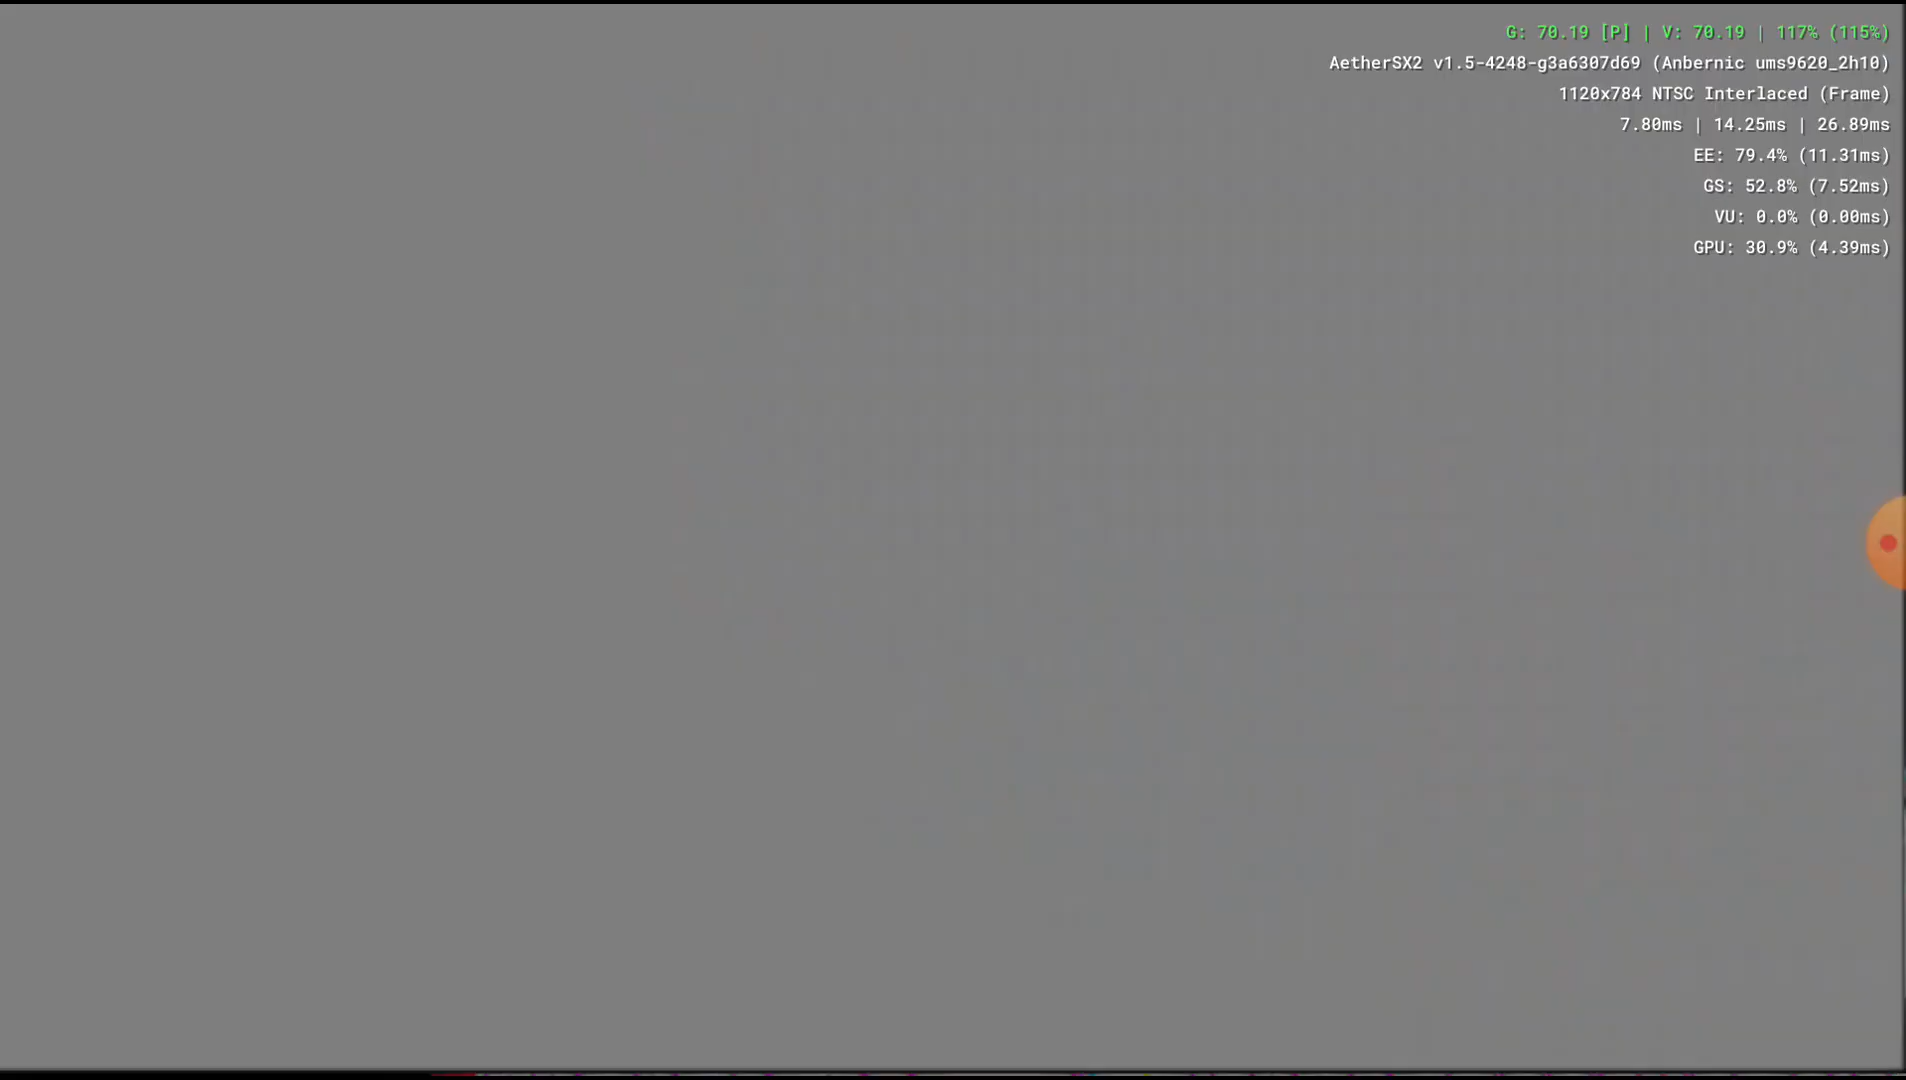 G: 70.19 [P] | V: 70.19 | 117% (115%)
AetherSX2 v1.5-4248-g3a6307d69 (Anbernic ums9620_2h10)
1120x784 NTSC Interlaced (Frame)
7.80ms | 14.25ms | 26.89ms
EE: 79.4% (11.31ms)
GS: 52.8% (7.52ms)
VU: 0.0% (0.00ms)
GPU: 30.9% (4.39ms)